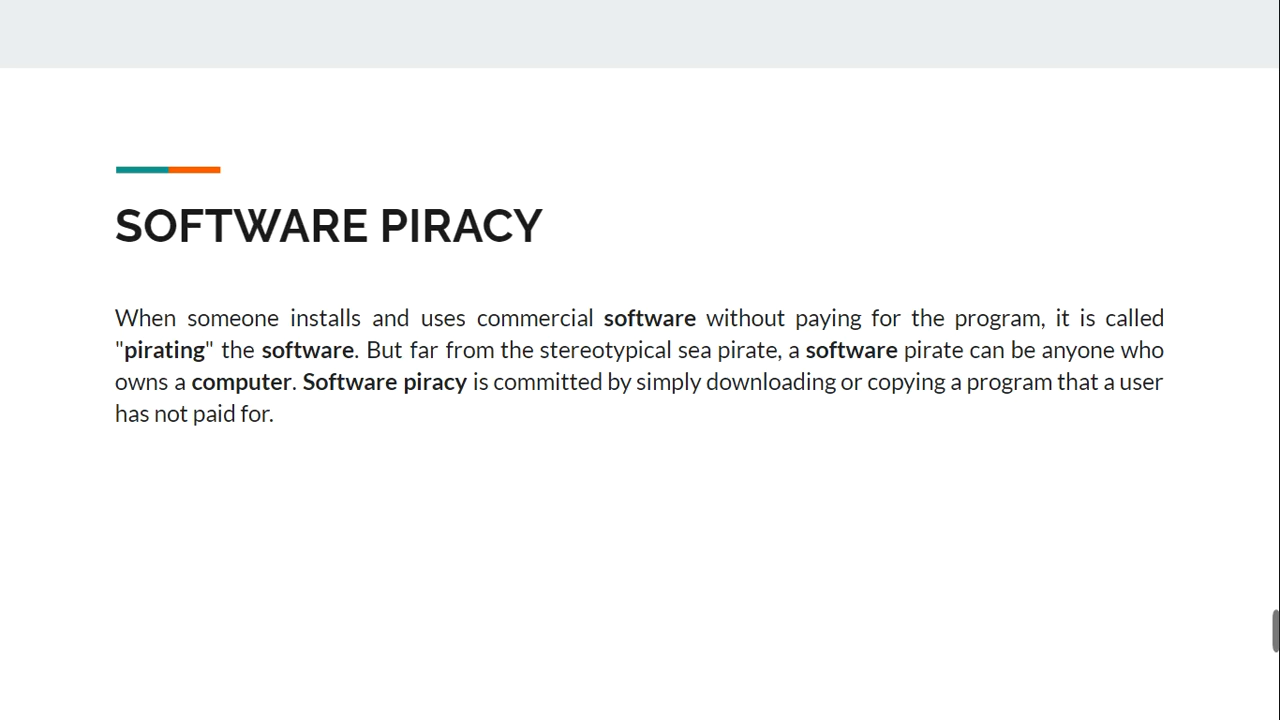 SOFTWARE PIRACY
When someone installs and uses commercial software without paying for the program, it is called
"pirating" the software. But far from the stereotypical sea pirate, a software pirate can be anyone who
owns a computer. Software piracy is committed by simply downloading or copying a program that a user
has not paid for.